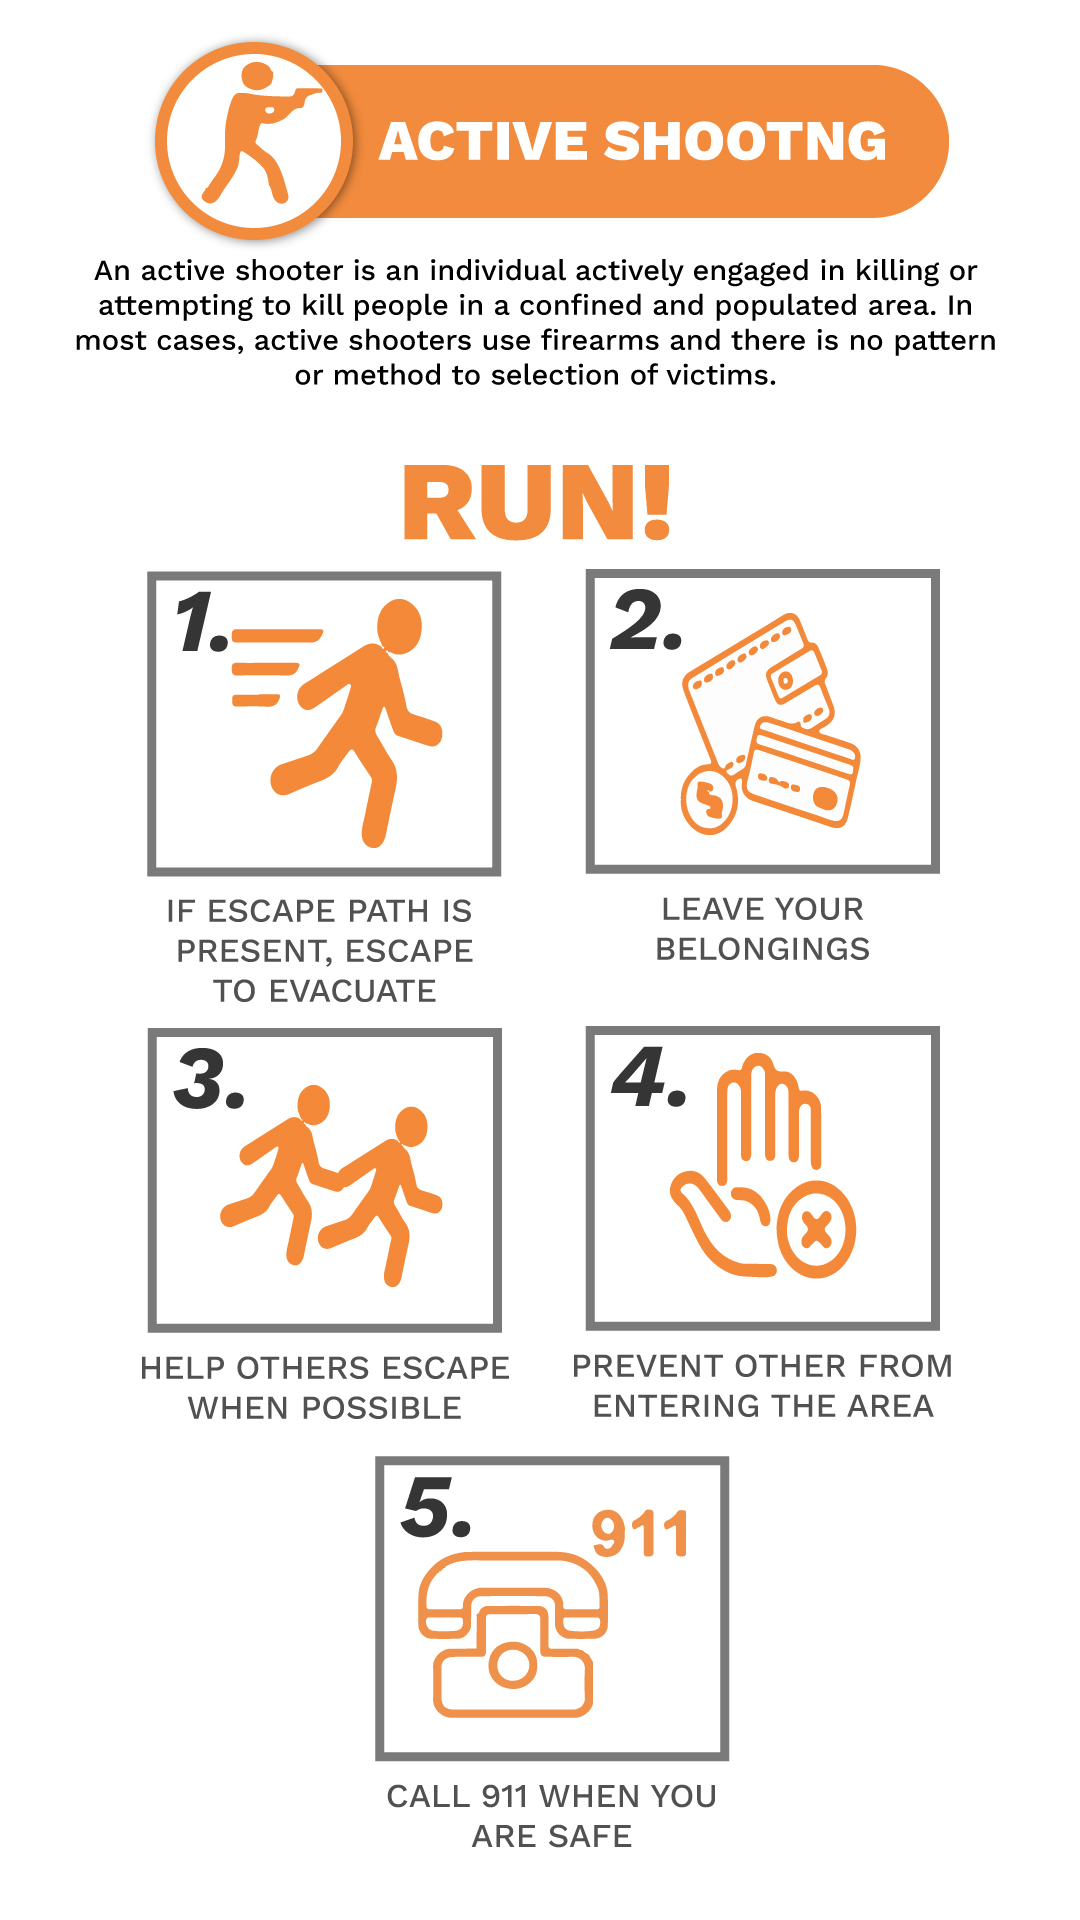 ACTIVE SHOOTNG
An active shooter is an individual actively engaged in killing or
attempting to kill people in a confined and populated area. In
most cases, active shooters use firearms and there is no pattern
or method to selection of victims.
RUN!
1.
IF ESCAPE PATH IS
PRESENT, ESCAPE
TO EVACUATE
2.
LEAVE YOUR
BELONGINGS
3.
HELP OTHERS ESCAPE
WHEN POSSIBLE
4.
PREVENT OTHER FROM
ENTERING THE AREA
5.
911
CALL 911 WHEN YOU
ARE SAFE